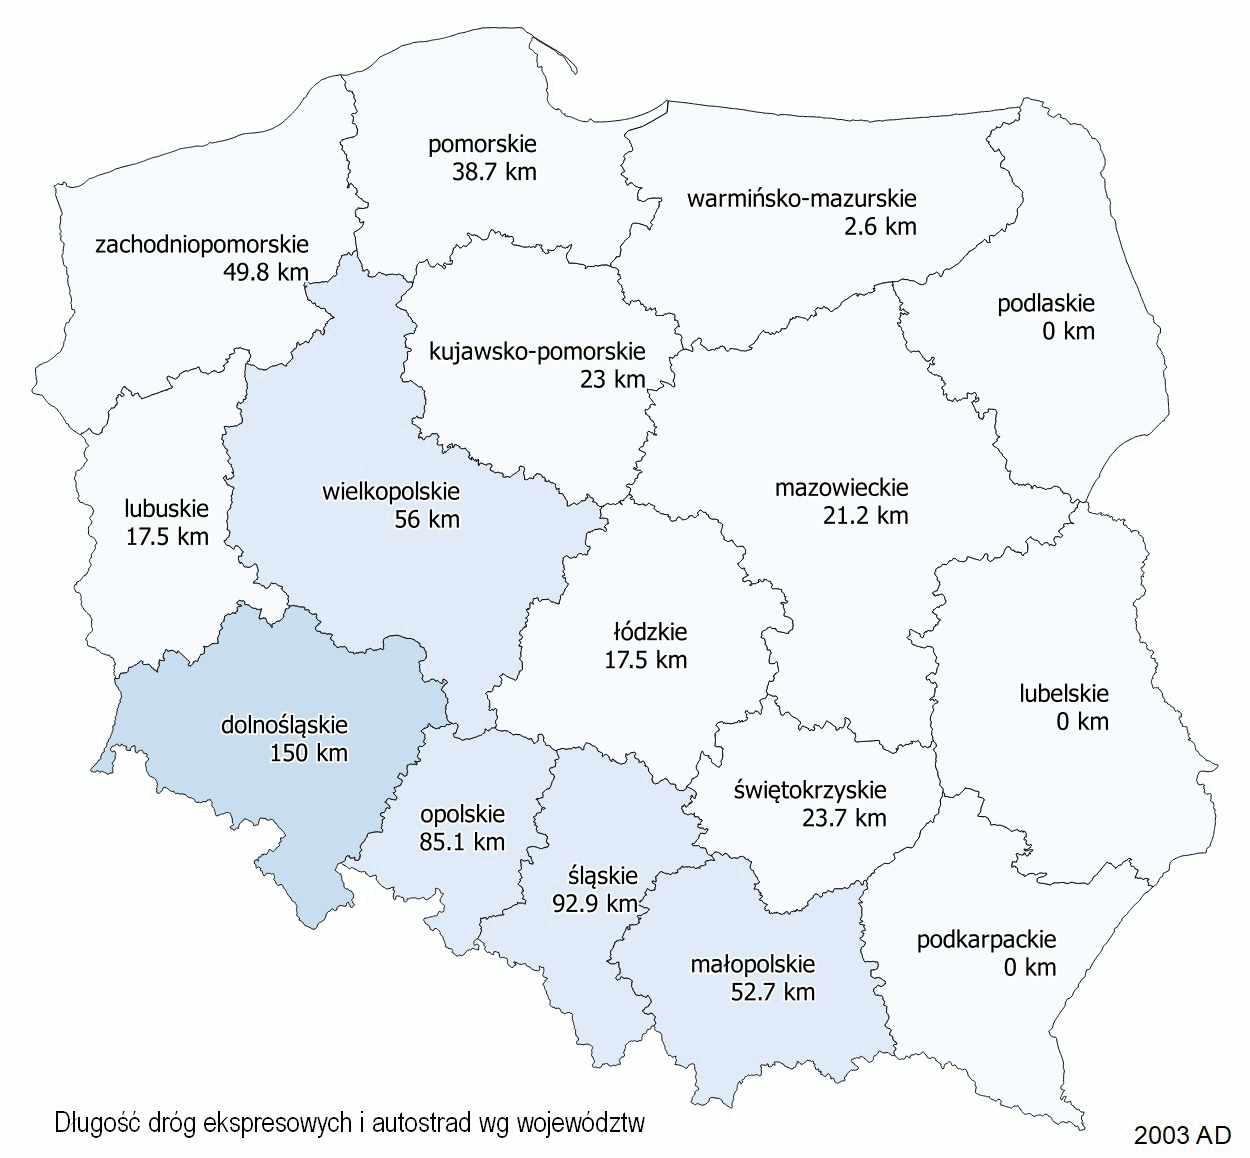 pomorskie
38.7 km
warmińsko-mazurskie
2.6 km
zachodniopomorskie
49.8 km
podlaskie
0 km
kujawsko-pomorskie
23 km
wielkopolskie
56 km
mazowieckie
21.2 km
lubuskie
17.5 km
łódzkie
17.5 km
lubelskie
0 km
dolnośląskie
150 km
opolskie
85.1 km
świętokrzyskie
23.7 km
śląskie
92.9 km
małopolskie
52.7 km
podkarpackie
0 km
Długość dróg ekspresowych i autostrad wg województw
2003 AD